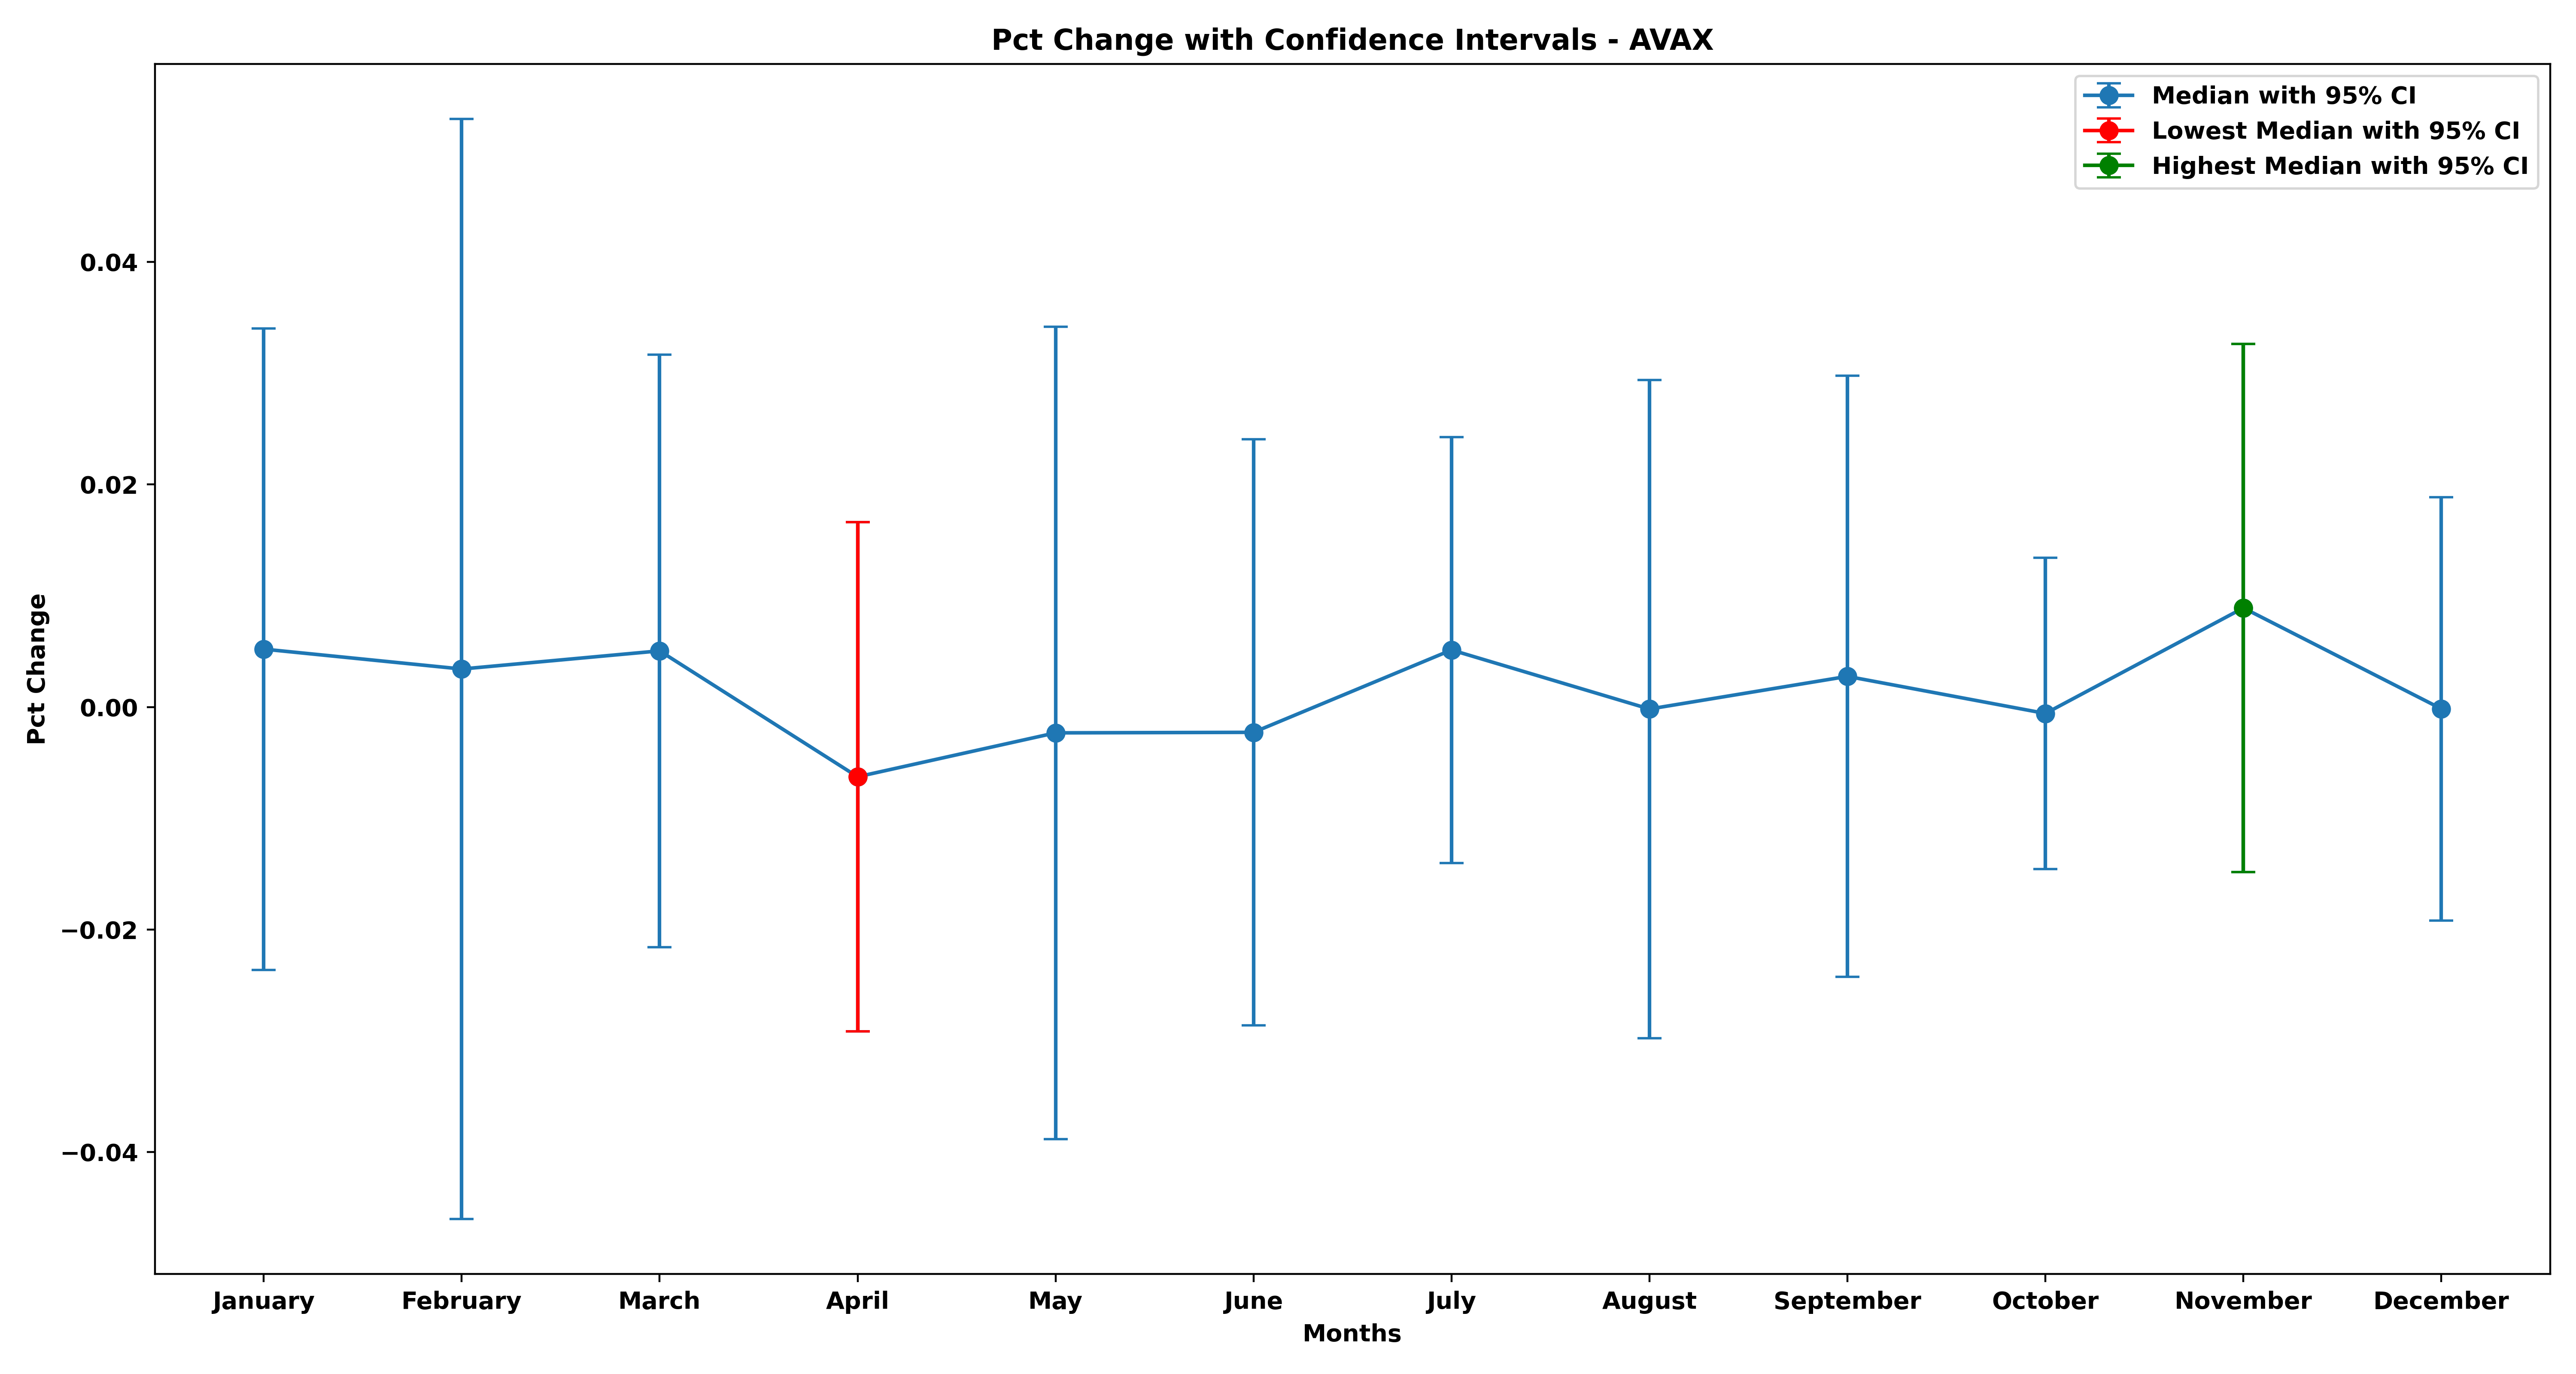 Pct Change with Confidence Intervals - AVAX
Median with 95% CI
Lowest Median with 95% CI
Highest Median with 95% CI
0.04
0.02
0.00
−0.02
−0.04
Pct Change
January February March April May June July August September October November December
Months